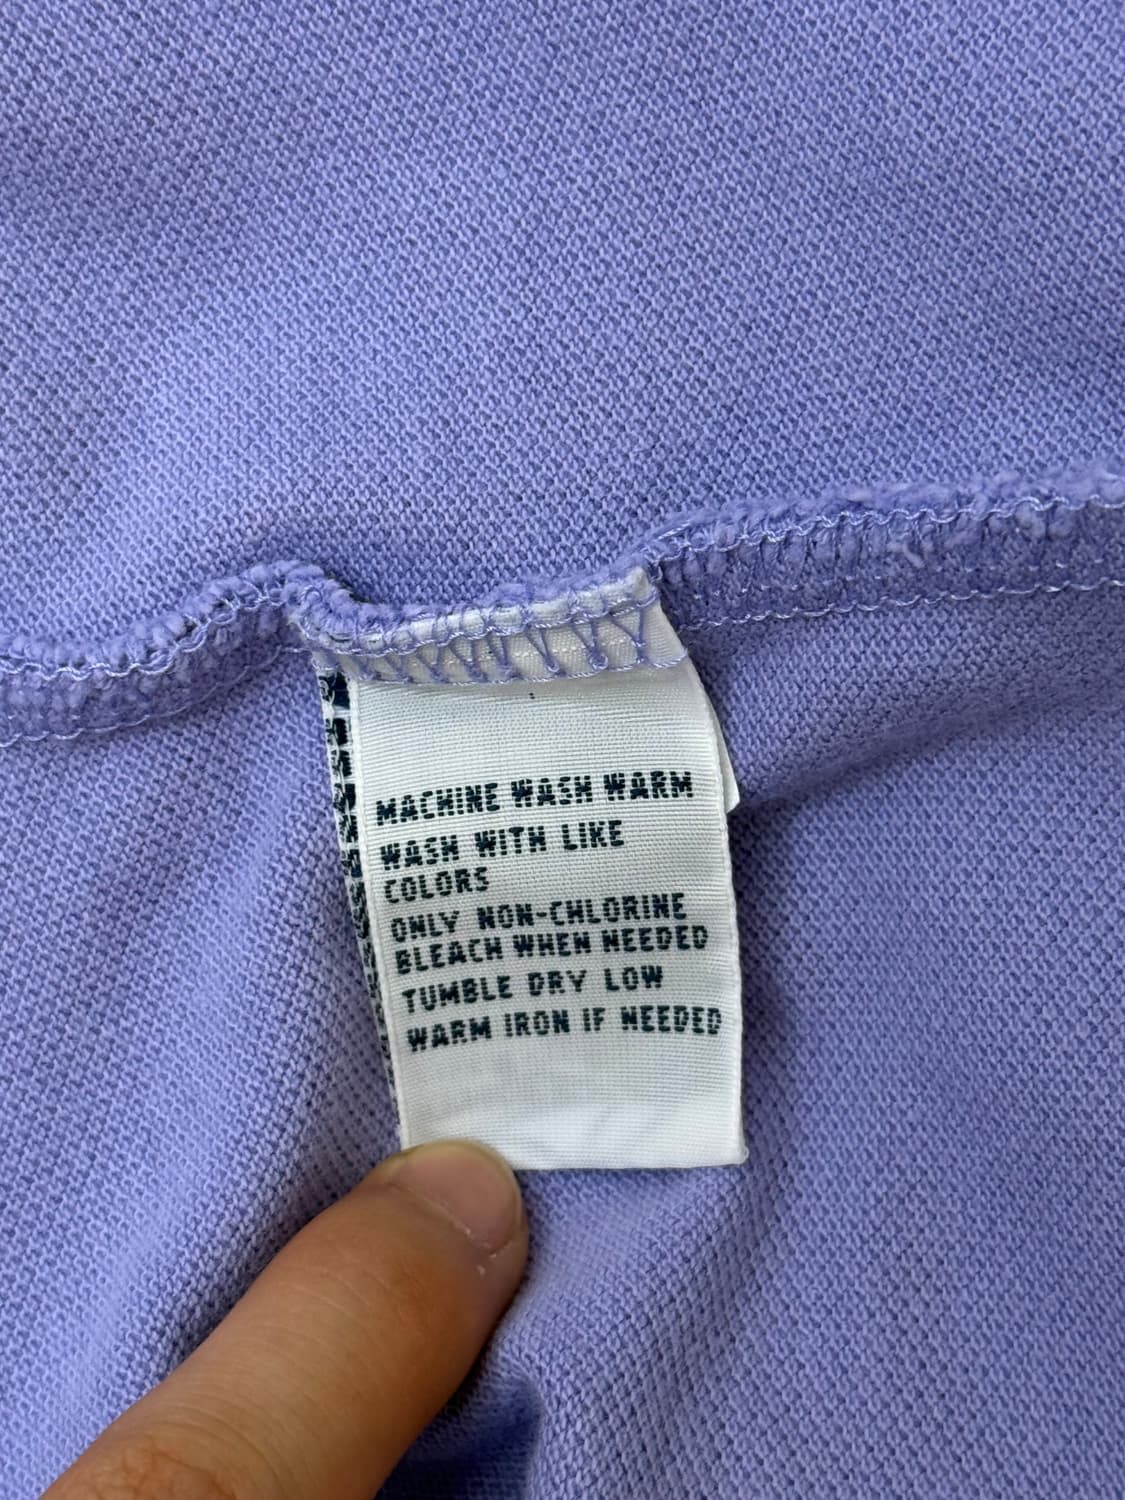 MACHINE WASH WARM
WASH WITH LIKE
COLORS
ONLY NON-CHLORINE
BLEACH WHEN NEEDED
TUMBLE DRY LOW
WARM IRON IF NEEDED